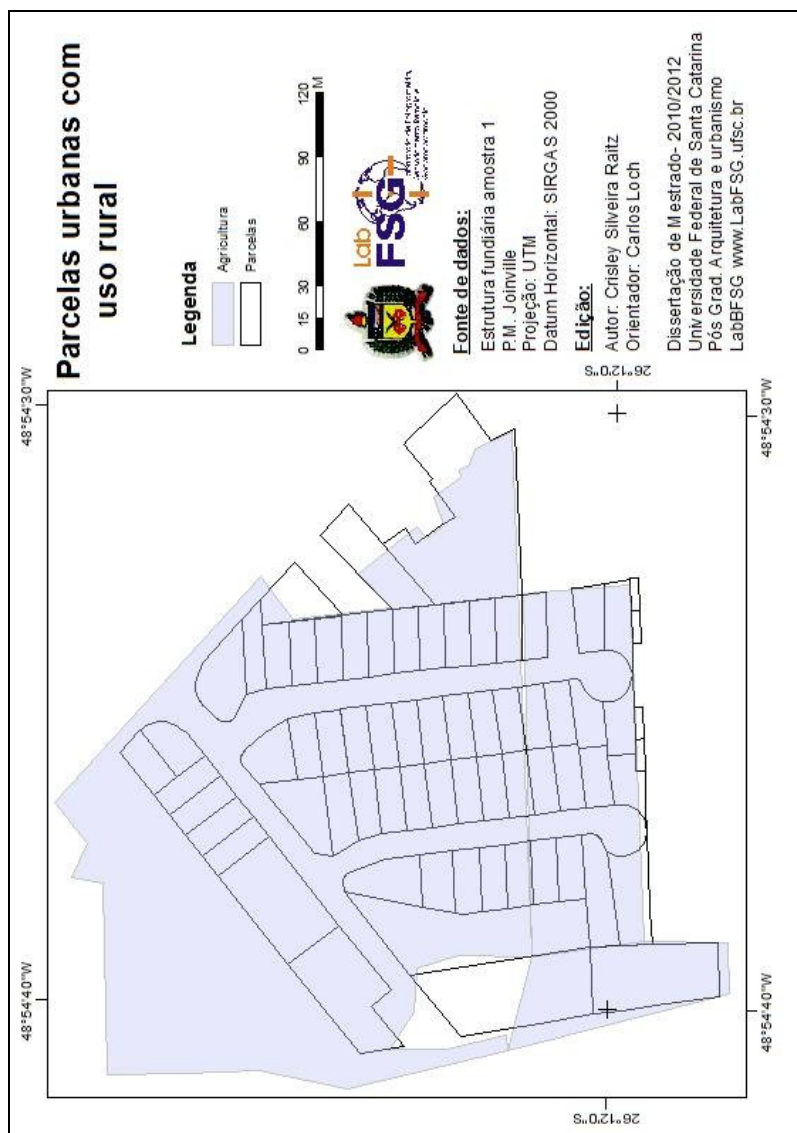 Parcelas urbanas com
uso rural
Legenda
Agricultura
Parcelas
0 15 30 60 90 120
M
Lab
FSG
Fonte de dados:
Estrutura fundiária amostra 1
P.M. Joinville
Projeção: UTM
Datum Horizontal: SIRGAS 2000
Edição:
Autor: Crisley Silveira Raitz
Orientador: Carlos Loch
Dissertação de Mestrado- 2010/2012
Universidade Federal de Santa Catarina
Pós Grad. Arquitetura e urbanismo
LabBFSG www.LabFSG.ufsc.br
48°54'40"W
48°54'30"W
26°12'0"S
26°12'0"S
48°54'40"W
48°54'30"W